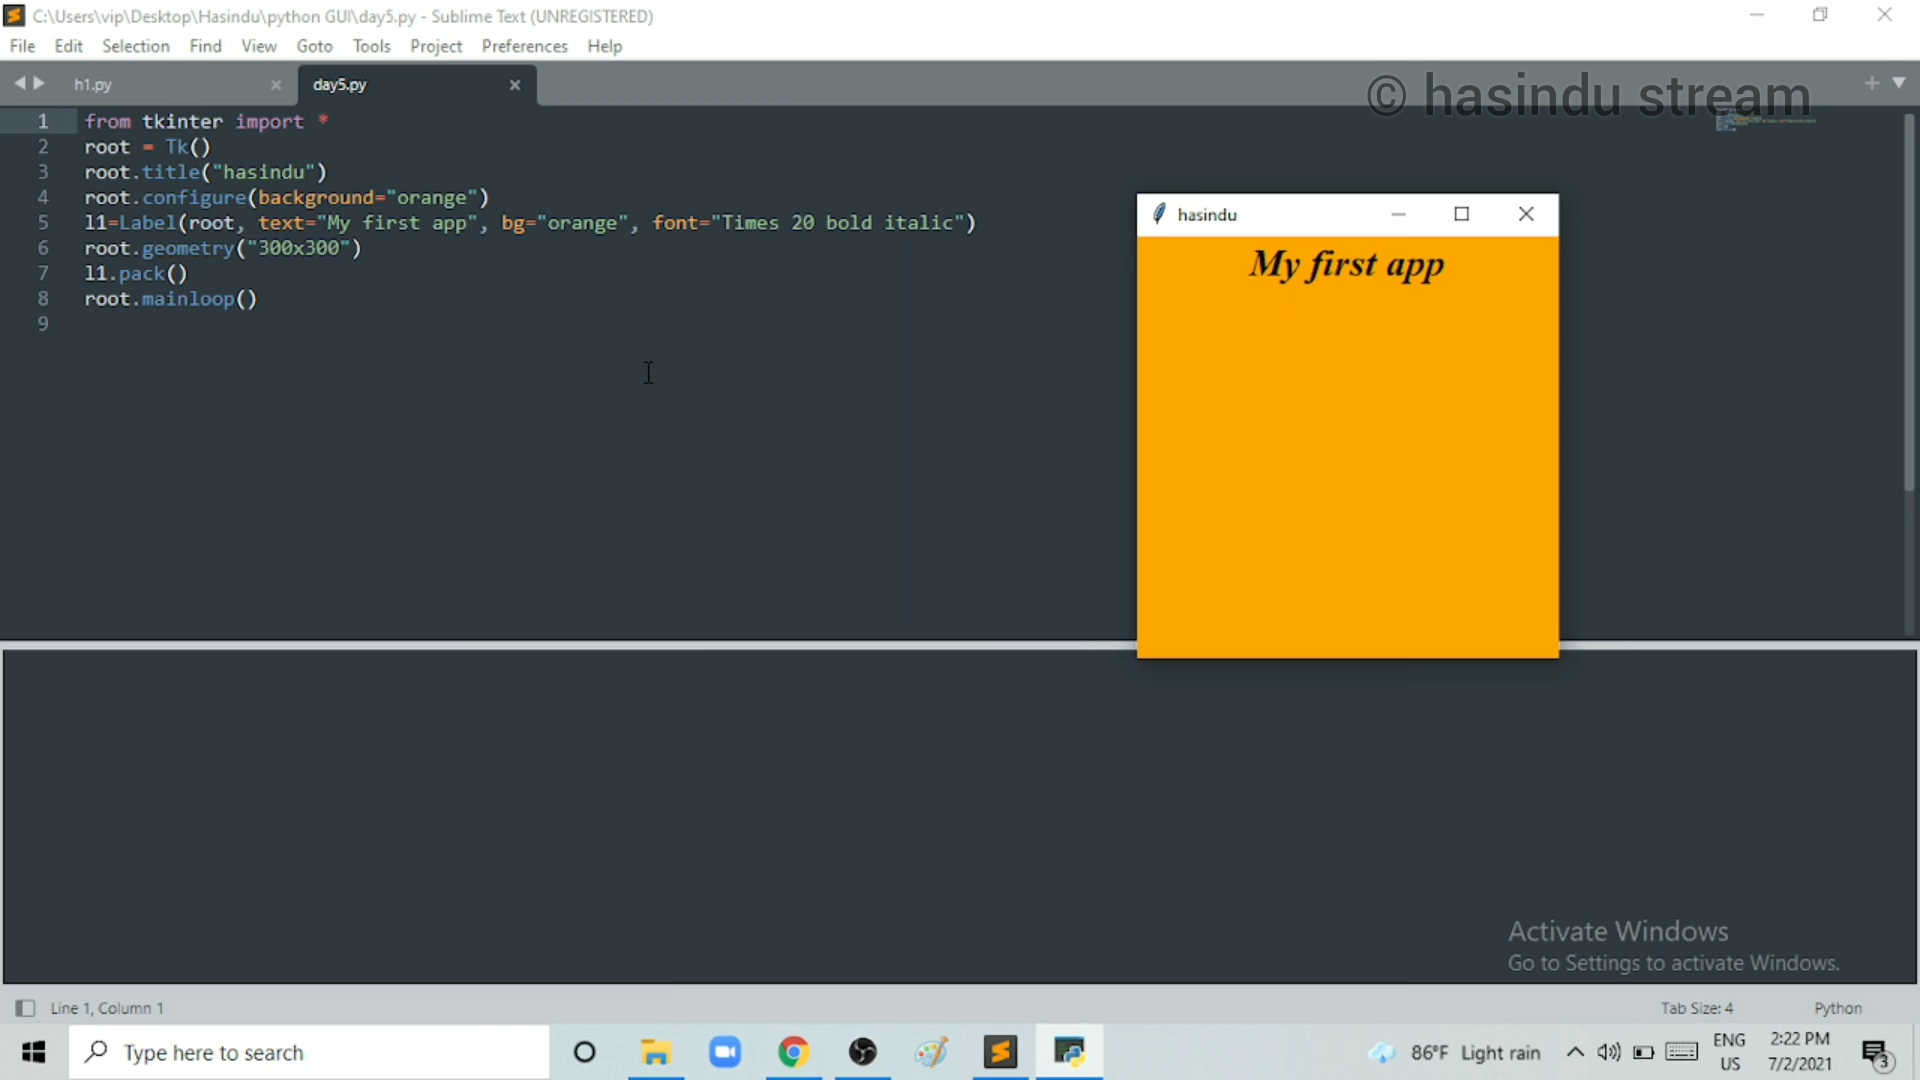 C:\Users\vip\Desktop\Hasindu\python GUI\day5.py - Sublime Text (UNREGISTERED)
File Edit Selection Find View Goto Tools Project Preferences Help
h1.py
day5.py
© hasindu stream
1 from tkinter import *
2 root = Tk()
3 root.title("hasindu")
4 root.configure(background="orange")
5 l1=Label(root, text="My first app", bg="orange", font="Times 20 bold italic")
6 root.geometry("300x300")
7 l1.pack()
8 root.mainloop()
9
hasindu
My first app
Activate Windows
Go to Settings to activate Windows.
Line 1, Column 1
Tab Size: 4
Python
Type here to search
86°F Light rain
ENG
US
2:22 PM
7/2/2021
3